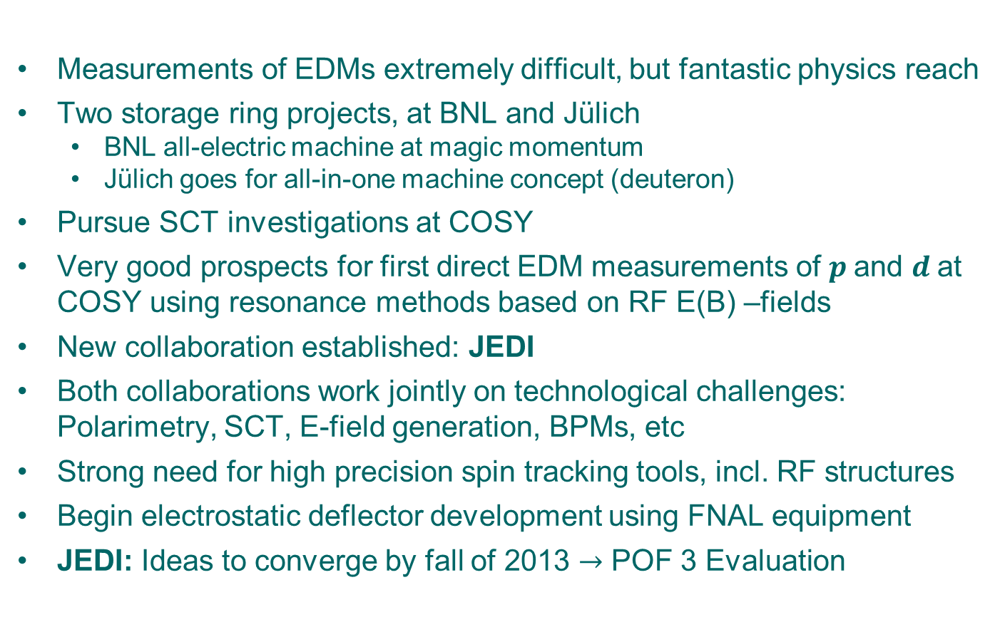 • Measurements of EDMs extremely difficult, but fantastic physics reach
• Two storage ring projects, at BNL and Jülich
• BNL all-electric machine at magic momentum
• Jülich goes for all-in-one machine concept (deuteron)
• Pursue SCT investigations at COSY
• Very good prospects for first direct EDM measurements of p and d at
COSY using resonance methods based on RF E(B) –fields
• New collaboration established: JEDI
• Both collaborations work jointly on technological challenges:
Polarimetry, SCT, E-field generation, BPMs, etc
• Strong need for high precision spin tracking tools, incl. RF structures
• Begin electrostatic deflector development using FNAL equipment
• JEDI: Ideas to converge by fall of 2013 → POF 3 Evaluation